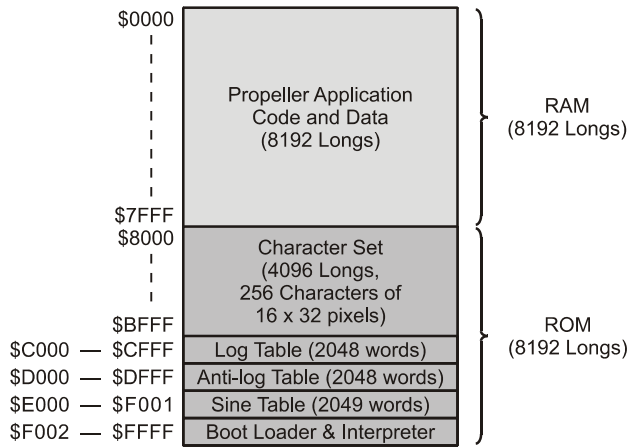 $0000
Propeller Application
Code and Data
(8192 Longs)
RAM
(8192 Longs)
$7FFF
$8000
Character Set
(4096 Longs,
256 Characters of
16 x 32 pixels)
$BFFF
ROM
(8192 Longs)
$C000 — $CFFF Log Table (2048 words)
$D000 — $DFFF Anti-log Table (2048 words)
$E000 — $F001 Sine Table (2049 words)
$F002 — $FFFF Boot Loader & Interpreter